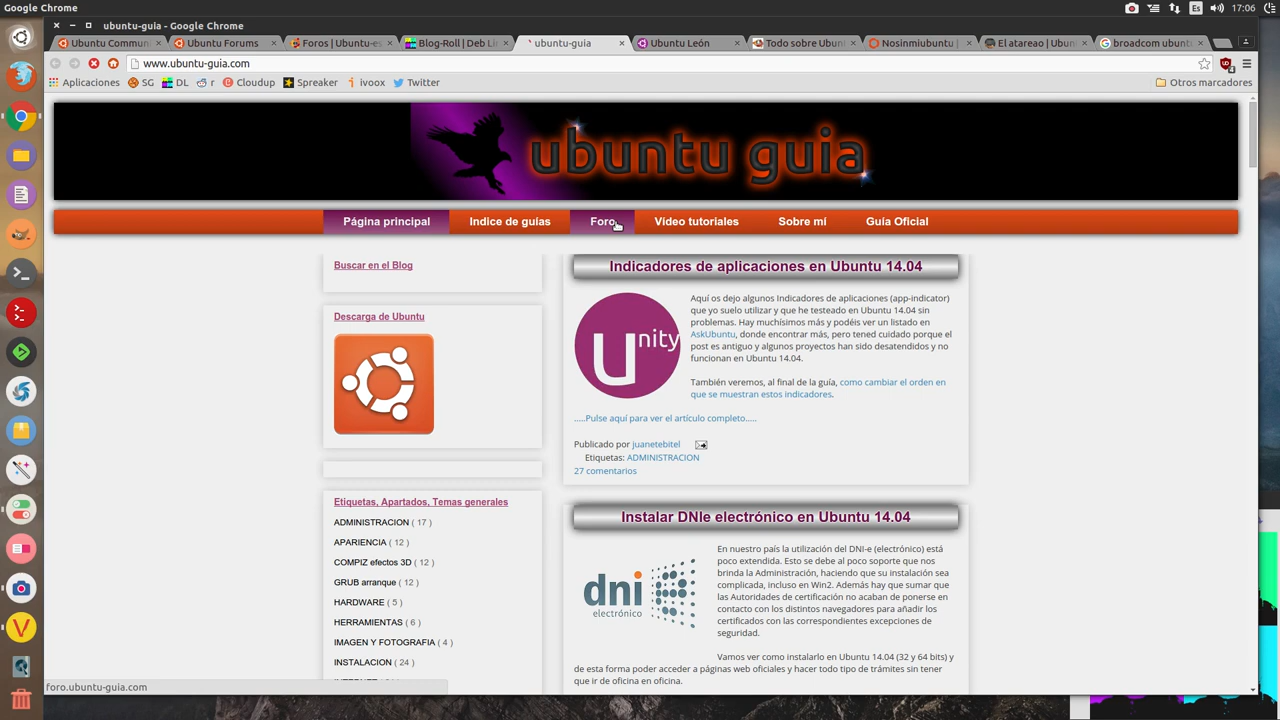 Google Chrome
Es
17:06
ubuntu-guia - Google Chrome
Ubuntu Commun
Ubuntu Forums
Foros | Ubuntu-es
Blog-Roll | Deb Li
ubuntu-guia
Ubuntu León
Todo sobre Ubunt
Nosinmiubuntu |
El atareao | Ubunt
broadcom ubuntu
www.ubuntu-guia.com
Aplicaciones
SG
DL
r
Cloudup
Spreaker
ivoox
Twitter
Otros marcadores
ubuntu guia
Página principal
Indice de guías
Foro
Vídeo tutoriales
Sobre mí
Guía Oficial
Buscar en el Blog
Descarga de Ubuntu
Etiquetas, Apartados, Temas generales
ADMINISTRACION ( 17 )
APARIENCIA ( 12 )
COMPIZ efectos 3D ( 12 )
GRUB arranque ( 12 )
HARDWARE ( 5 )
HERRAMIENTAS ( 6 )
IMAGEN Y FOTOGRAFIA ( 4 )
INSTALACION ( 24 )
Indicadores de aplicaciones en Ubuntu 14.04
Unity
Aquí os dejo algunos Indicadores de aplicaciones (app-indicator)
que yo suelo utilizar y que he testeado en Ubuntu 14.04 sin
problemas. Hay muchísimos más y podéis ver un listado en
AskUbuntu, donde encontrar más, pero tened cuidado porque el
post es antiguo y algunos proyectos han sido desatendidos y no
funcionan en Ubuntu 14.04.
También veremos, al final de la guía, como cambiar el orden en
que se muestran estos indicadores.
.....Pulse aquí para ver el artículo completo.....
Publicado por juanetebitel
Etiquetas: ADMINISTRACION
27 comentarios
Instalar DNIe electrónico en Ubuntu 14.04
dni
electrónico
En nuestro país la utilización del DNI-e (electrónico) está
poco extendida. Esto se debe al poco soporte que nos
brinda la Administración, haciendo que su instalación sea
complicada, incluso en Win2. Además hay que sumar que
las Autoridades de certificación no acaban de ponerse en
contacto con los distintos navegadores para añadir los
certificados con las correspondientes excepciones de
seguridad.
Vamos ver como instalarlo en Ubuntu 14.04 (32 y 64 bits) y
de esta forma poder acceder a páginas web oficiales y hacer todo tipo de trámites sin tener
que ir de oficina en oficina.
foro.ubuntu-guia.com